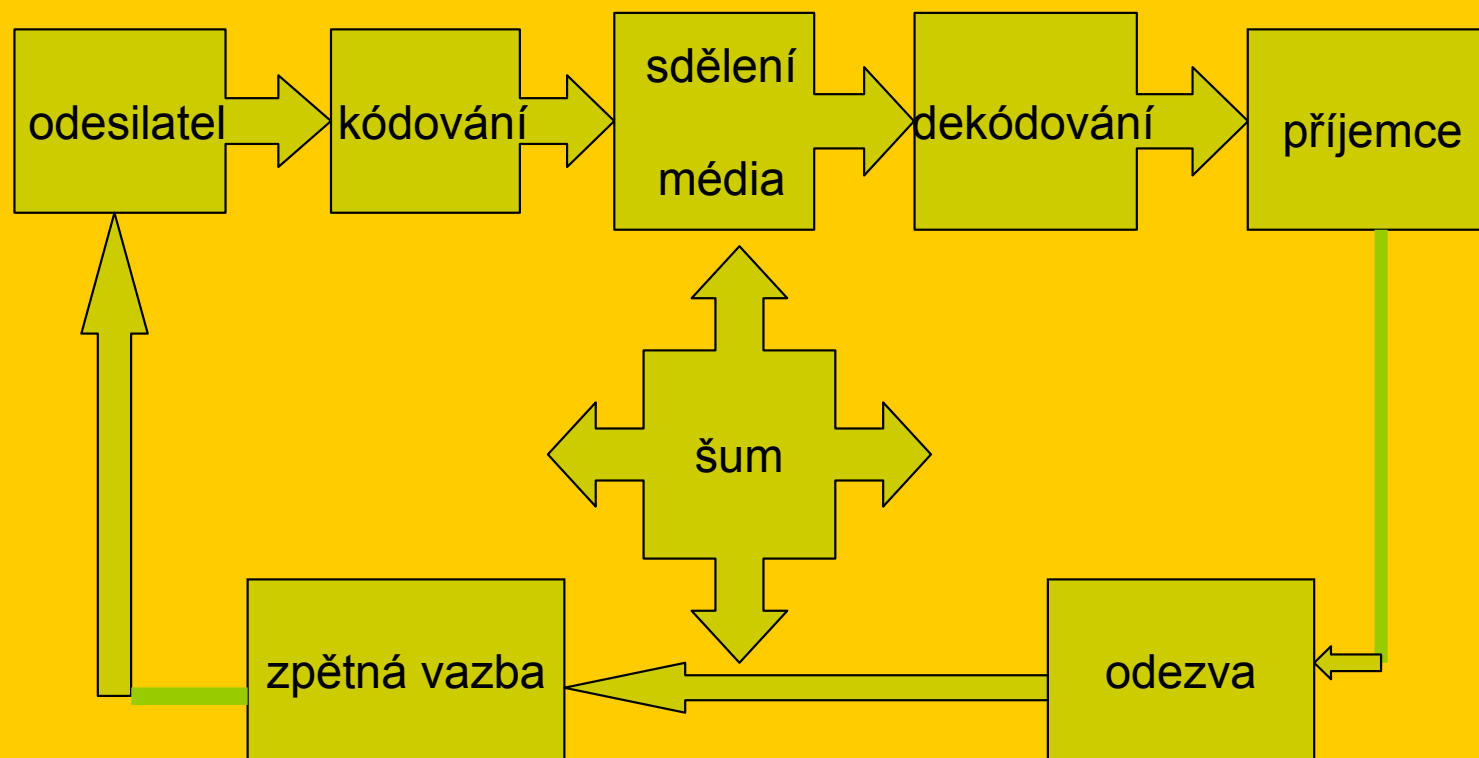 odesilatel
kódování
sdělení
média
dekódování
příjemce
šum
zpětná vazba
odezva